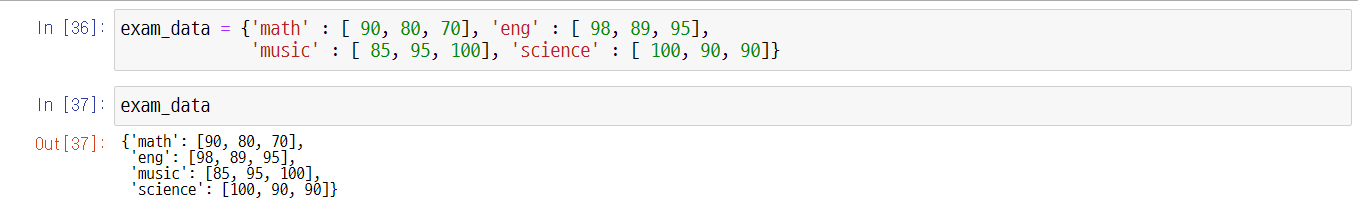 In [36]: exam_data = {'math' : [ 90, 80, 70], 'eng' : [ 98, 89, 95],
'music' : [ 85, 95, 100], 'science' : [ 100, 90, 90]}
In [37]: exam_data
Out[37]: {'math': [90, 80, 70],
'eng': [98, 89, 95],
'music': [85, 95, 100],
'science': [100, 90, 90]}